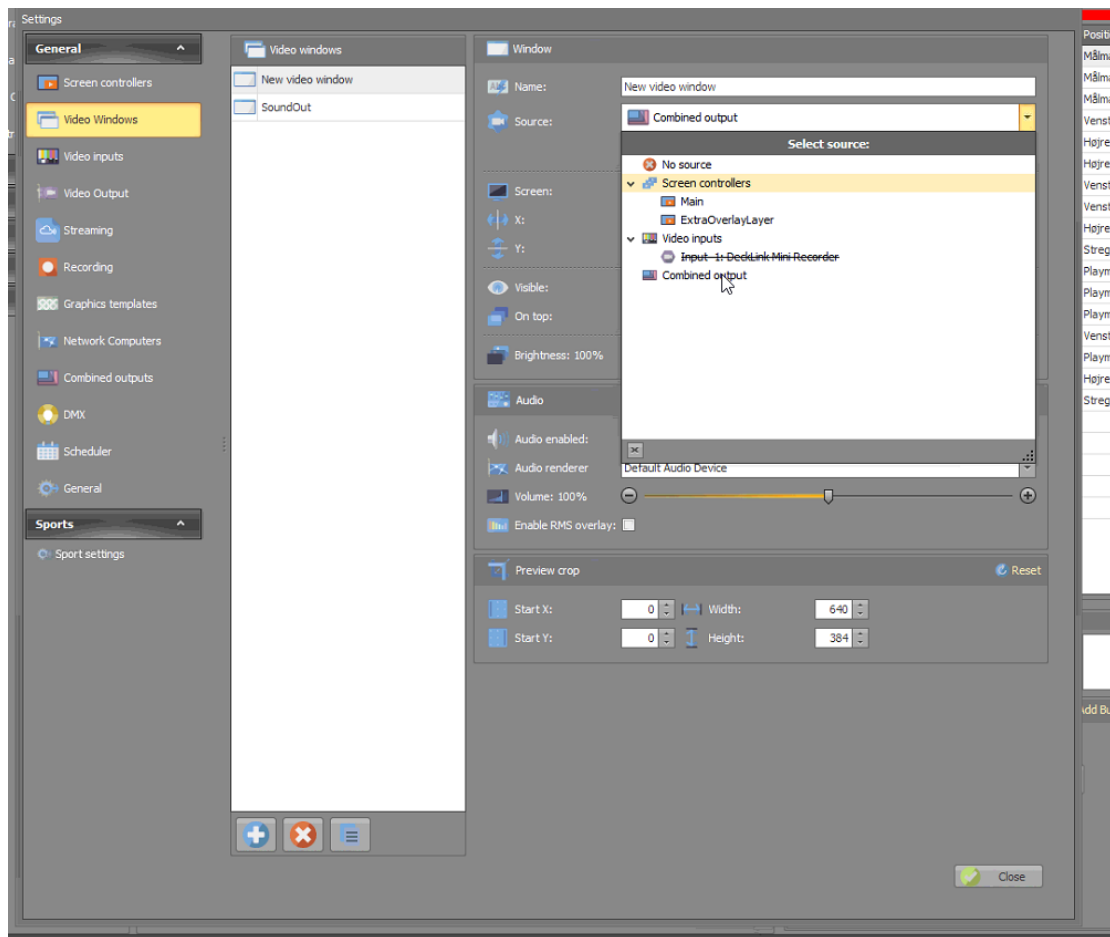 Settings
General
Screen controllers
Video Windows
Video inputs
Video Output
Streaming
Recording
Graphics templates
Network Computers
Combined outputs
DMX
Scheduler
General
Sports
Sport settings
Video windows
New video window
SoundOut
Window
Name:
New video window
Source:
Combined output
Select source:
No source
Screen controllers
Main
ExtraOverlayLayer
Video inputs
Input 1: DeckLink Mini Recorder
Combined output
Screen:
X:
Y:
Visible:
On top:
Brightness: 100%
Audio
Audio enabled:
Audio renderer
Default Audio Device
Volume: 100%
Enable RMS overlay:
Preview crop
Reset
Start X:
0
Width:
640
Start Y:
0
Height:
384
Close
Positi
Målma
Målma
Målma
Venst
Højre
Højre
Venst
Venst
Højre
Streg
Playm
Playm
Playm
Venst
Playm
Højre
Streg
Add Bu